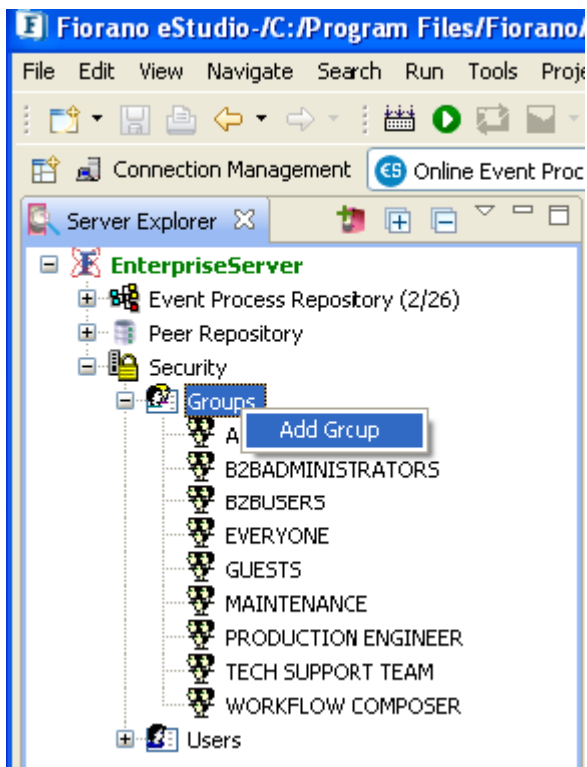 Fiorano eStudio-/C:/Program Files/Fiorano/
File Edit View Navigate Search Run Tools Proje
Connection Management Online Event Proc
Server Explorer
EnterpriseServer
Event Process Repository (2/26)
Peer Repository
Security
Groups
Add Group
A
B2BADMINISTRATORS
B2BUSERS
EVERYONE
GUESTS
MAINTENANCE
PRODUCTION ENGINEER
TECH SUPPORT TEAM
WORKFLOW COMPOSER
Users